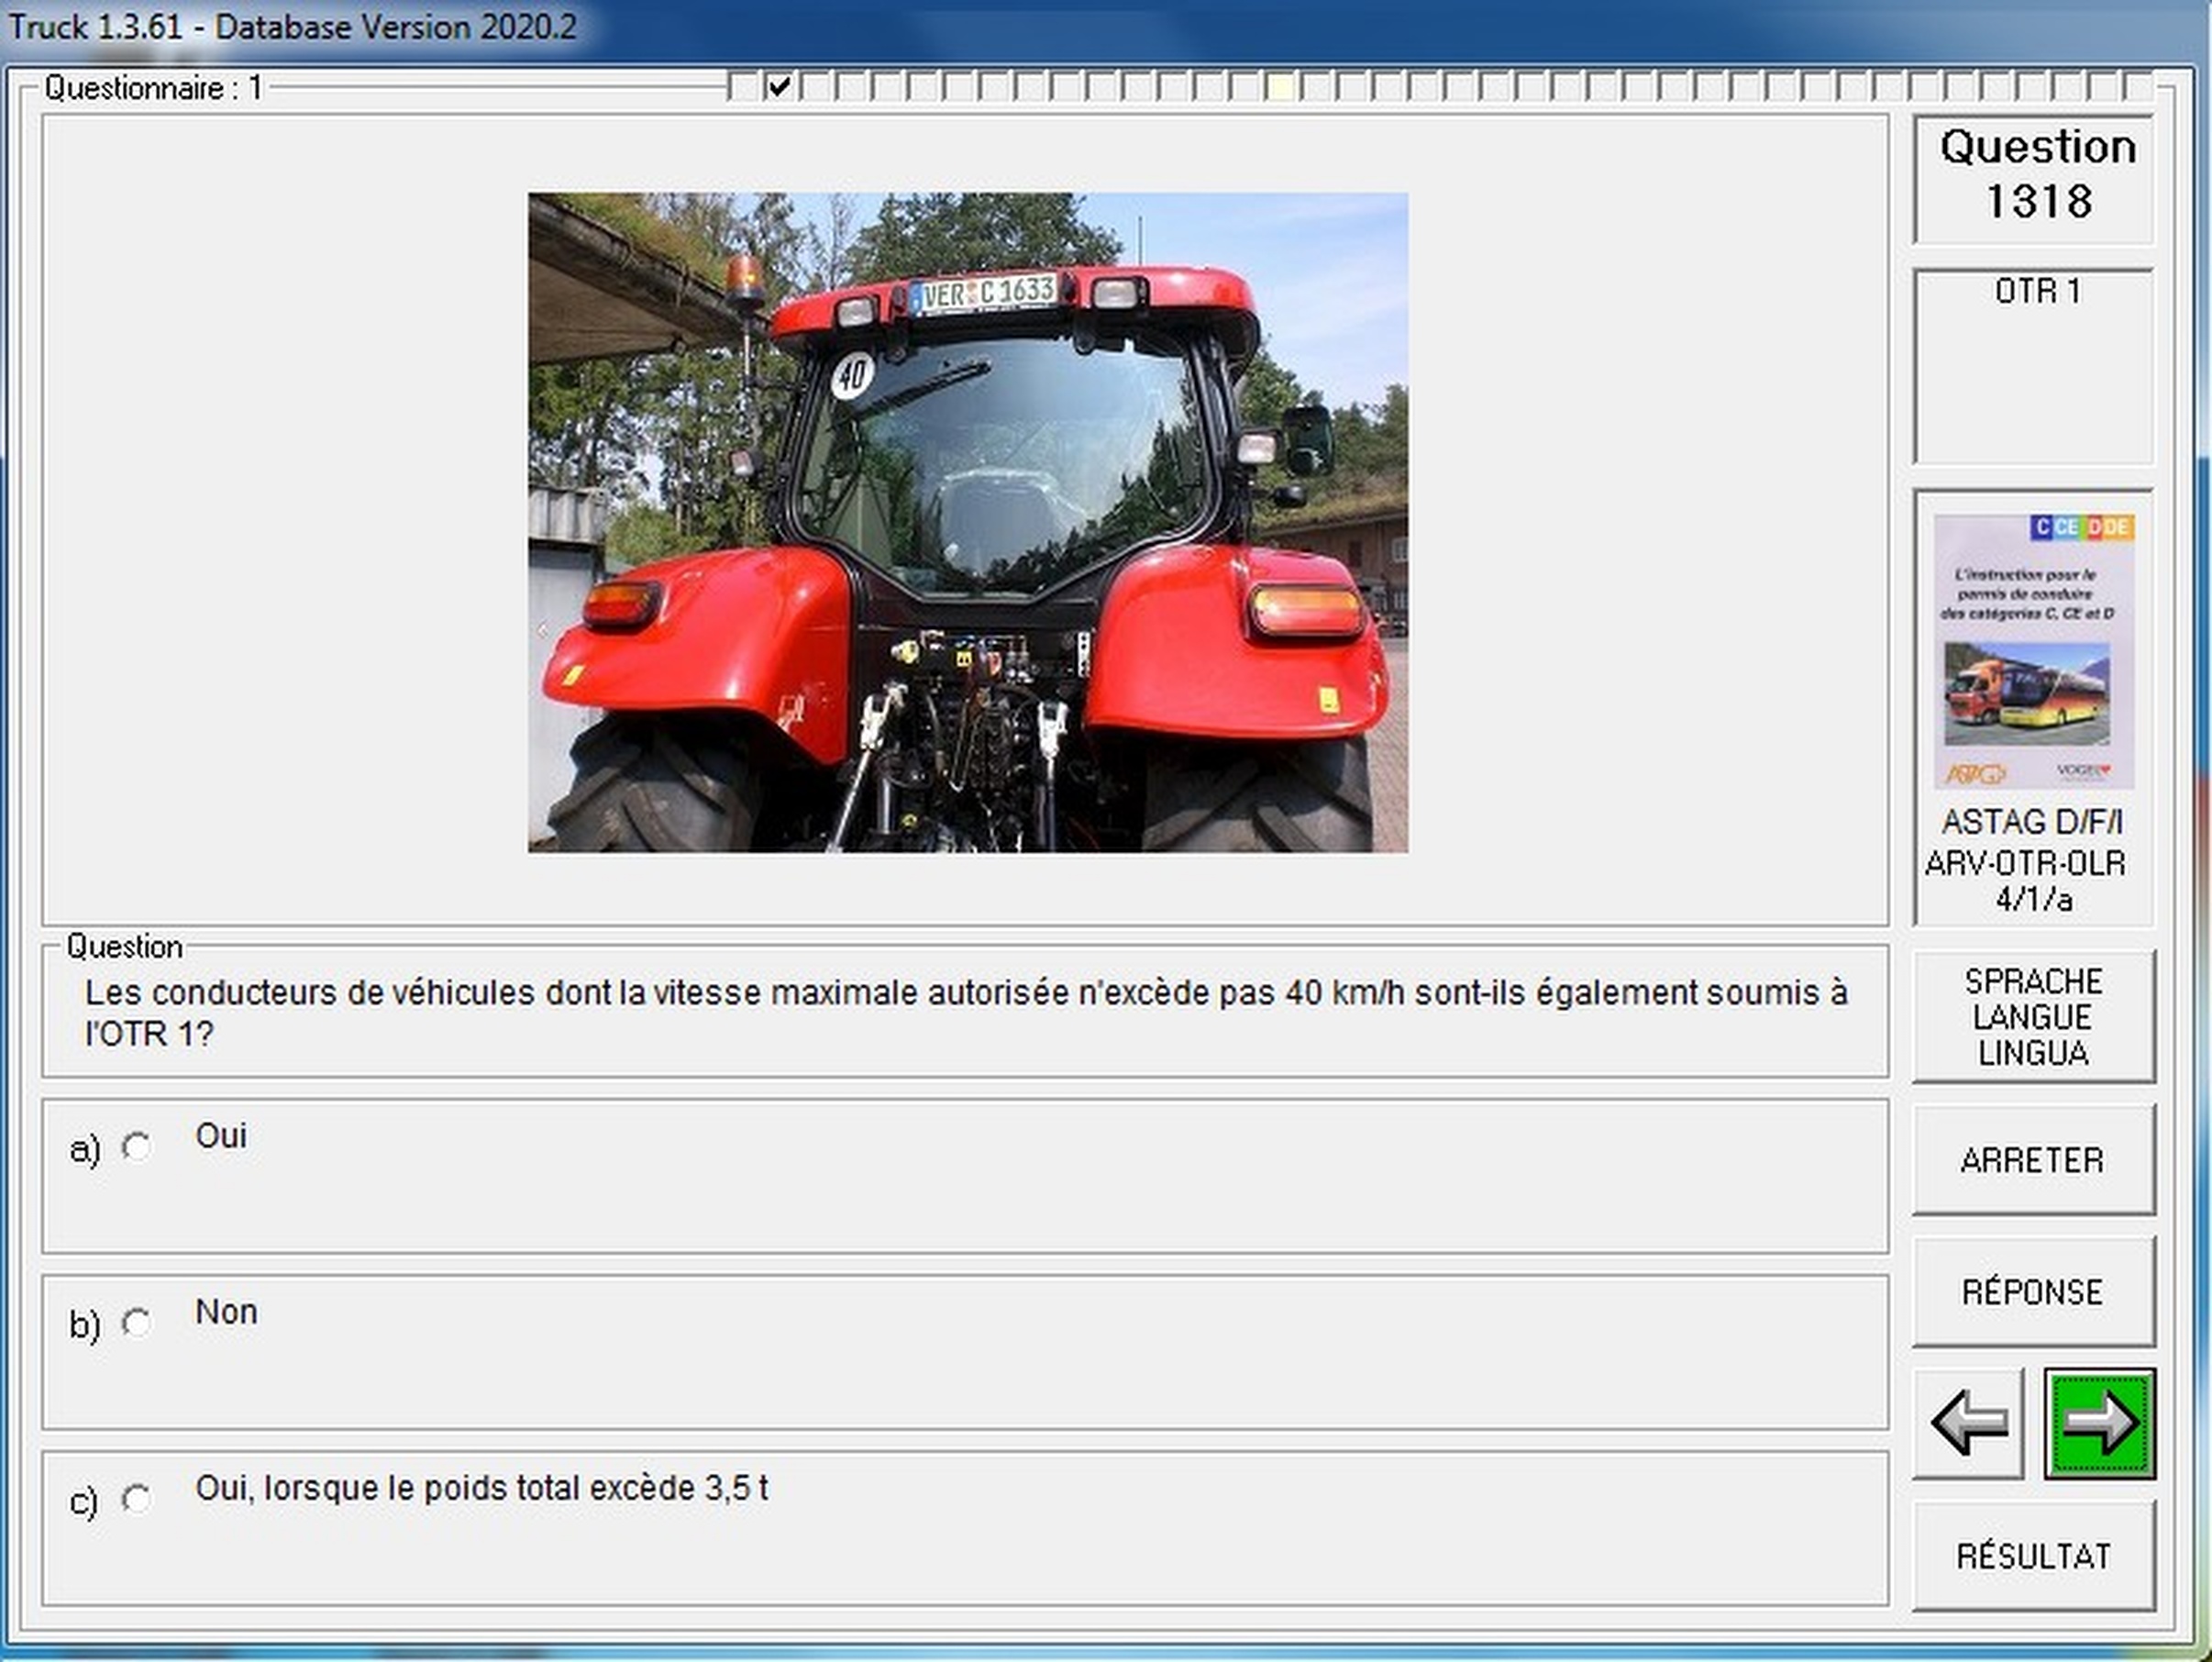 Truck 1.3.61 - Database Version 2020.2
Questionnaire : 1
VER C 1633
40
Question
1318
OTR 1
C CE D DE
L'instruction pour le
permis de conduire
des catégories C, CE et D
ASTAG
VOGEL
ASTAG D/F/I
ARV-OTR-OLR
4/1/a
Question
Les conducteurs de véhicules dont la vitesse maximale autorisée n'excède pas 40 km/h sont-ils également soumis à
l'OTR 1?
a) Oui
b) Non
c) Oui, lorsque le poids total excède 3,5 t
SPRACHE
LANGUE
LINGUA
ARRETER
RÉPONSE
RÉSULTAT